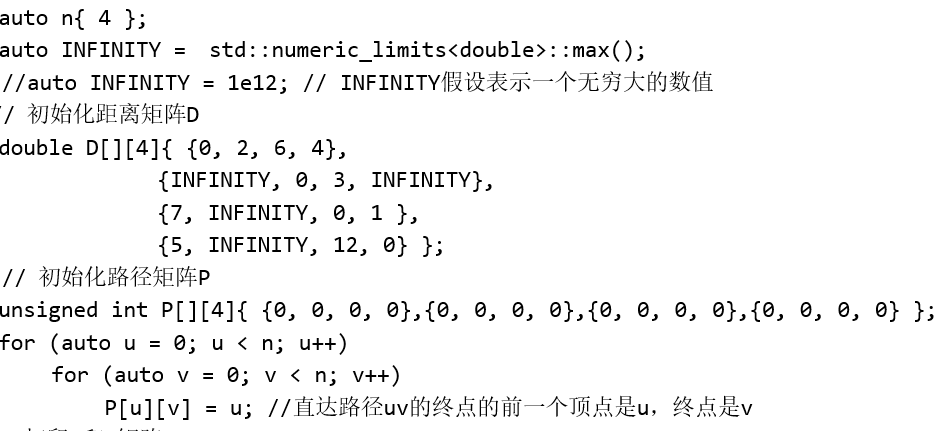 auto n{ 4 };
auto INFINITY =  std::numeric_limits<double>::max();
//auto INFINITY = 1e12; // INFINITY假设表示一个无穷大的数值
/ 初始化距离矩阵D
double D[][4]{ {0, 2, 6, 4},
{INFINITY, 0, 3, INFINITY},
{7, INFINITY, 0, 1 },
{5, INFINITY, 12, 0} };
// 初始化路径矩阵P
unsigned int P[][4]{ {0, 0, 0, 0},{0, 0, 0, 0},{0, 0, 0, 0},{0, 0, 0, 0} };
for (auto u = 0; u < n; u++)
for (auto v = 0; v < n; v++)
P[u][v] = u; //直达路径uv的终点的前一个顶点是u，终点是v